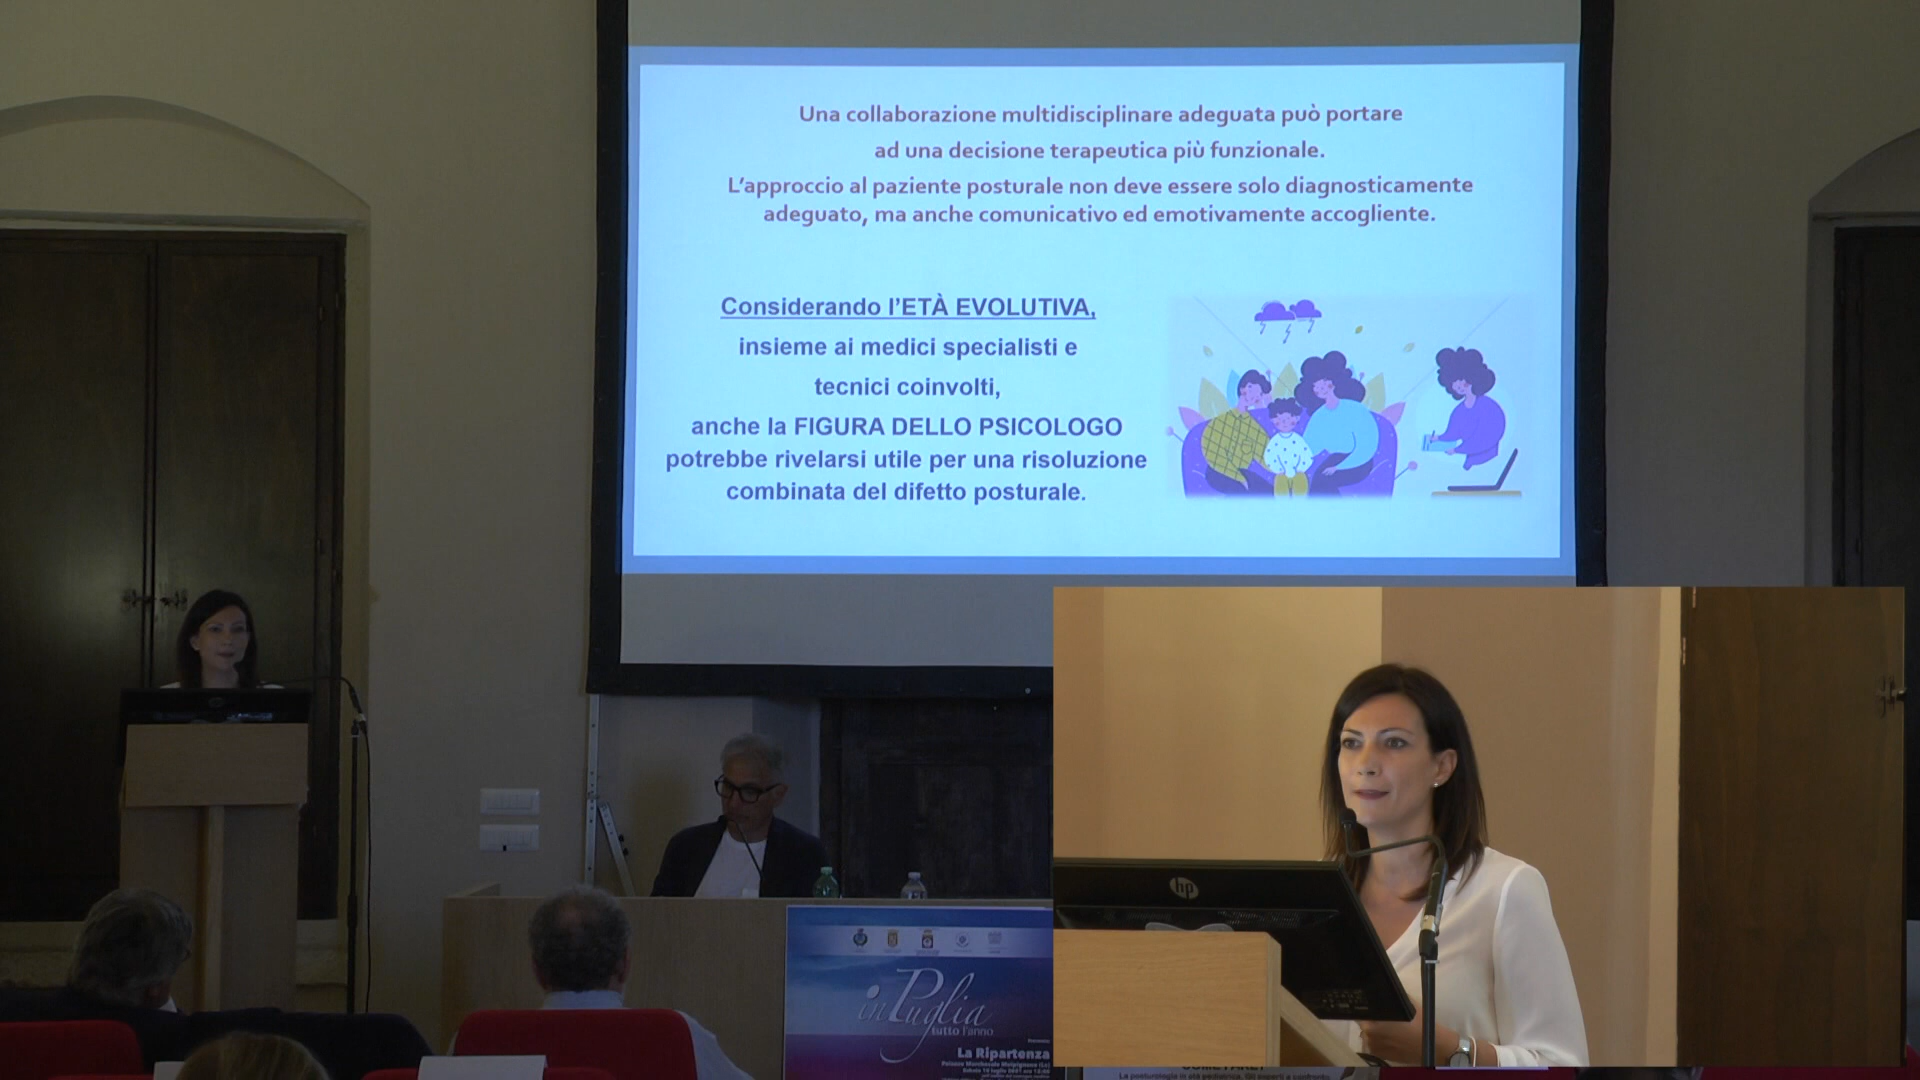 Una collaborazione multidisciplinare adeguata può portare
ad una decisione terapeutica più funzionale.
L'approccio al paziente posturale non deve essere solo diagnosticamente
adeguato, ma anche comunicativo ed emotivamente accogliente.
Considerando l'ETÀ EVOLUTIVA,
insieme ai medici specialisti e
tecnici coinvolti,
anche la FIGURA DELLO PSICOLOGO
potrebbe rivelarsi utile per una risoluzione
combinata del difetto posturale.
hp
inPuglia
tutto l'anno
La Ripartenza